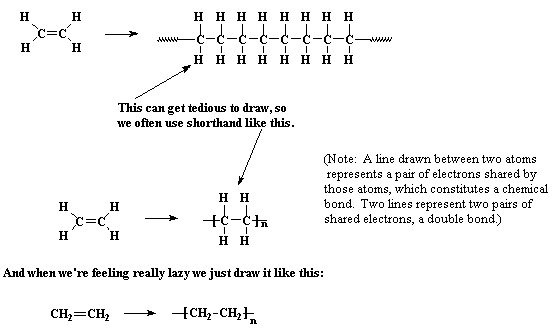 H H H H H H H H H H
C=C C-C-C-C-C-C-C-C
H H H H H H H H H H
This can get tedious to draw, so
we often use shorthand like this.
(Note: A line drawn between two atoms
represents a pair of electrons shared by
those atoms, which constitutes a chemical
bond. Two lines represent two pairs of
shared electrons, a double bond.)
H H H H
C=C -[C-C]-n
H H H H
And when we're feeling really lazy we just draw it like this:
CH₂=CH₂ -[CH₂-CH₂]-n